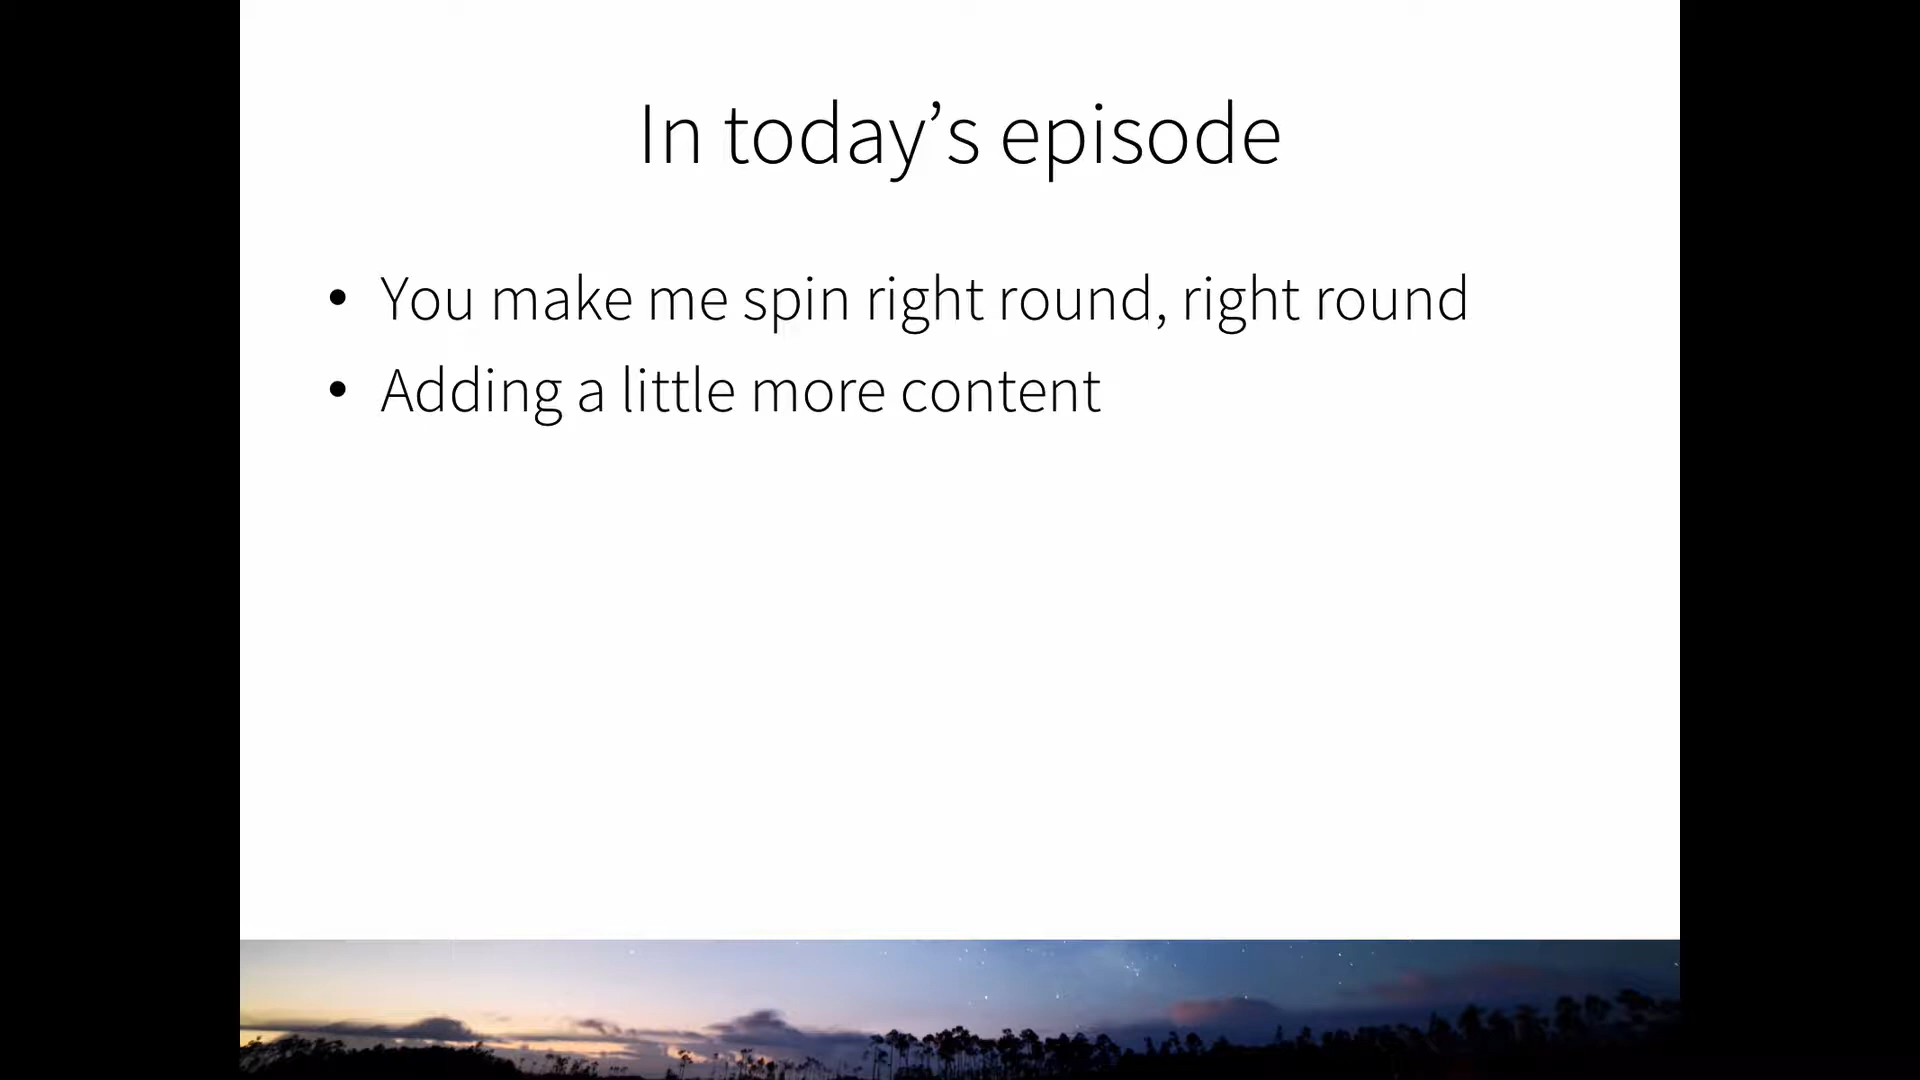 In today’s episode
• You make me spin right round, right round
• Adding a little more content